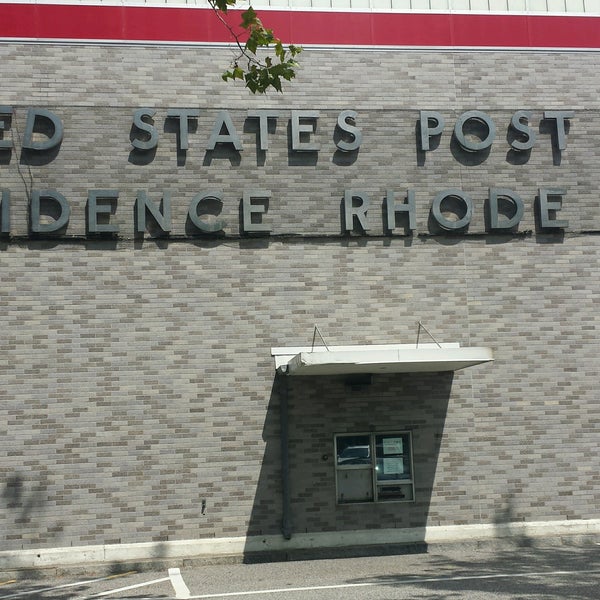 ED STATES POST
IDENCE RHODE